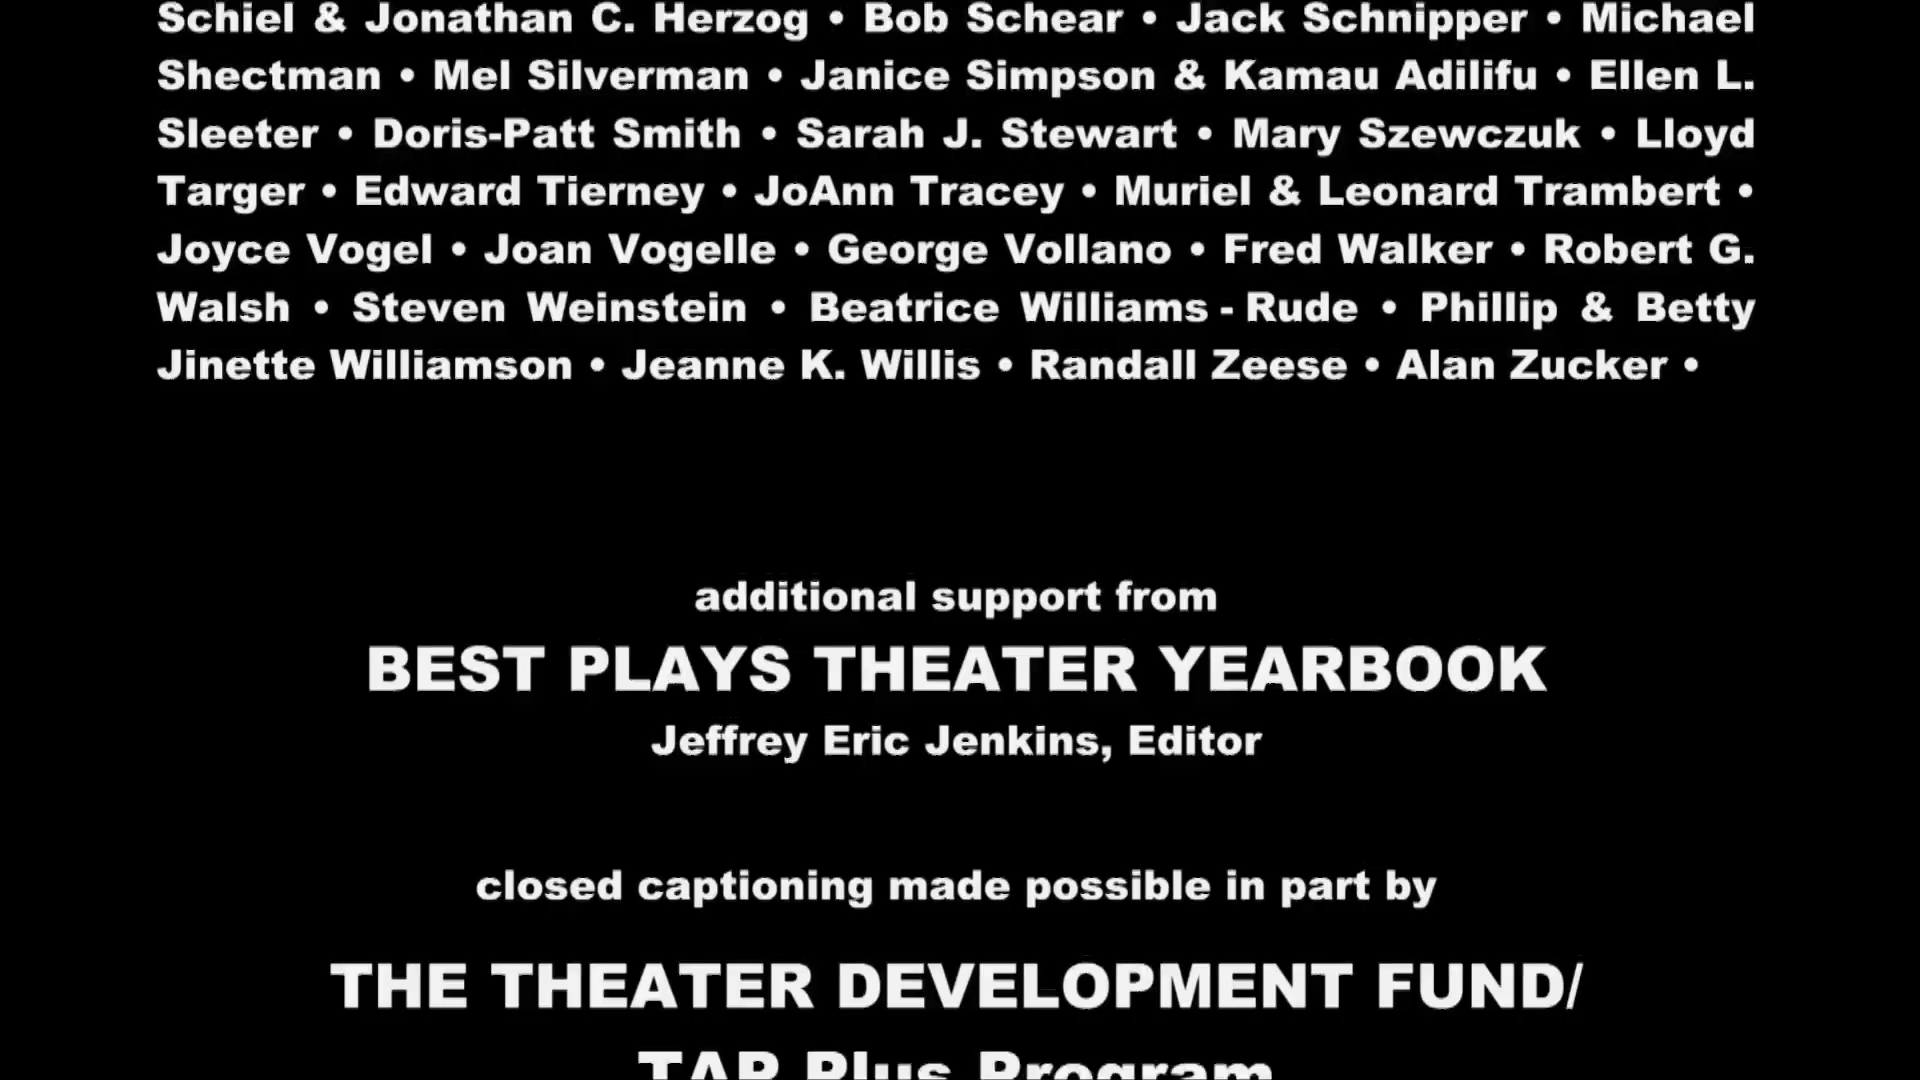 Schiel & Jonathan C. Herzog • Bob Schear • Jack Schnipper • Michael
Shectman • Mel Silverman • Janice Simpson & Kamau Adilifu • Ellen L.
Sleeter • Doris-Patt Smith • Sarah J. Stewart • Mary Szewczuk • Lloyd
Targer • Edward Tierney • JoAnn Tracey • Muriel & Leonard Trambert •
Joyce Vogel • Joan Vogelle • George Vollano • Fred Walker • Robert G.
Walsh • Steven Weinstein • Beatrice Williams - Rude • Phillip & Betty
Jinette Williamson • Jeanne K. Willis • Randall Zeese • Alan Zucker •
additional support from
BEST PLAYS THEATER YEARBOOK
Jeffrey Eric Jenkins, Editor
closed captioning made possible in part by
THE THEATER DEVELOPMENT FUND/
TAP Plus Program